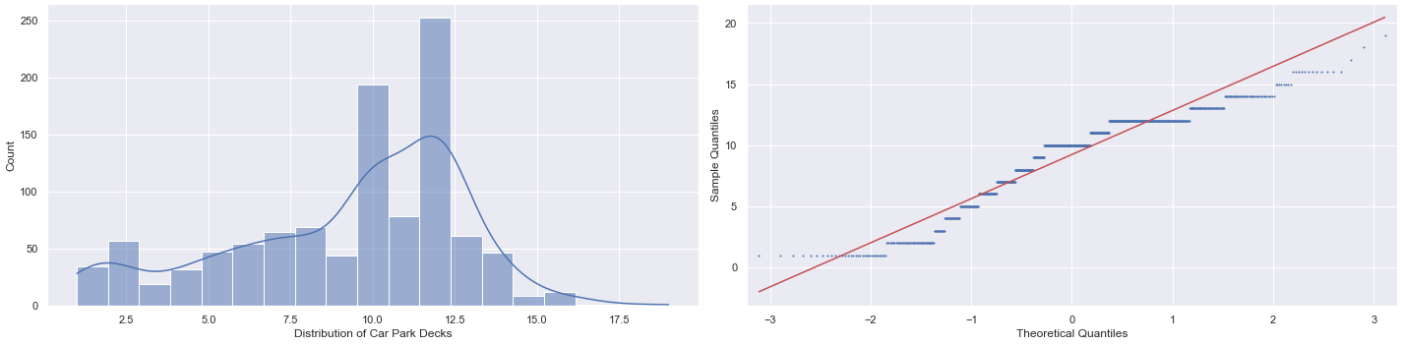 250
200
150
100
50
0
Count
2.5 5.0 7.5 10.0 12.5 15.0 17.5
Distribution of Car Park Decks
20
15
10
5
0
Sample Quantiles
−3 −2 −1 0 1 2 3
Theoretical Quantiles